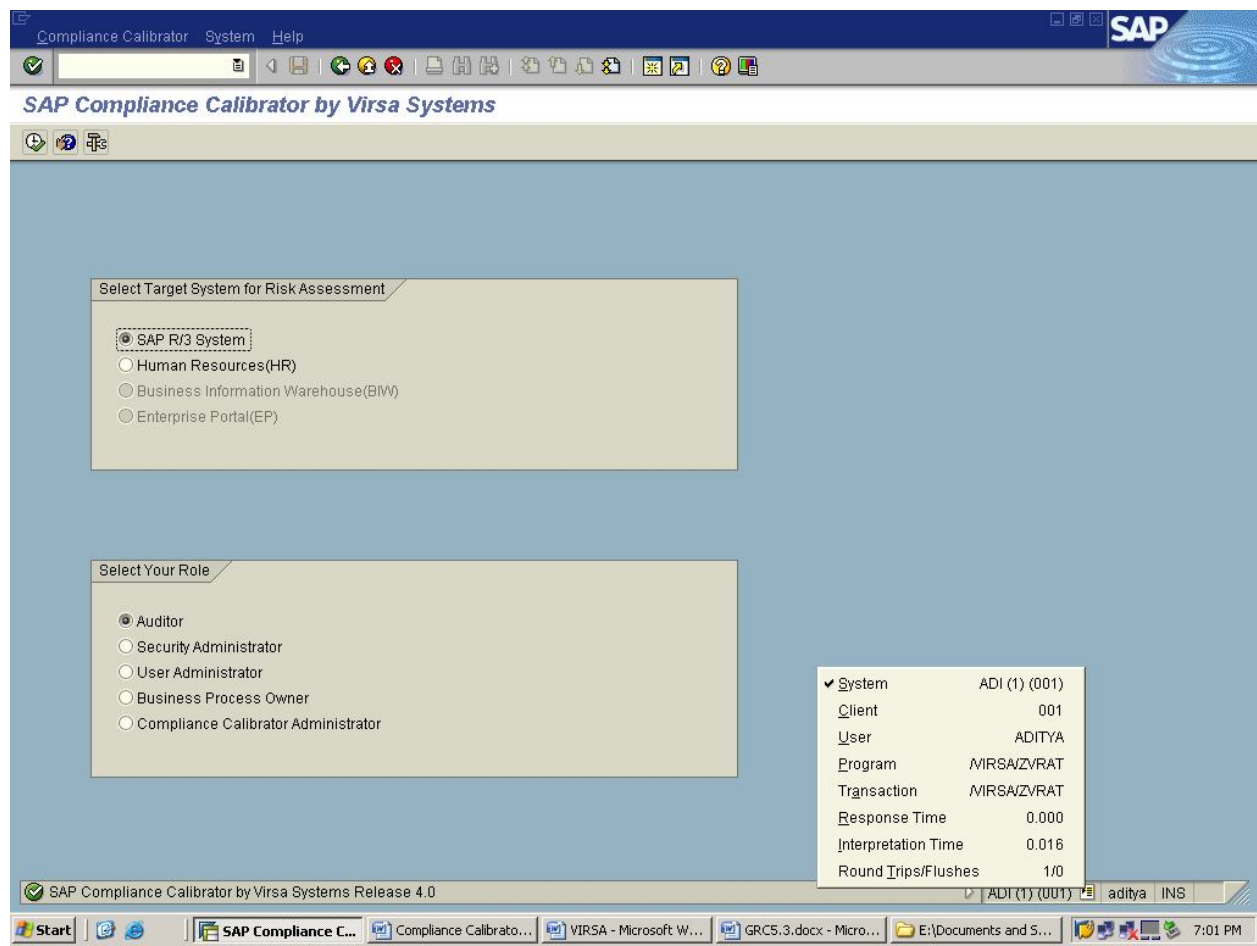 Compliance Calibrator System Help
SAP
SAP Compliance Calibrator by Virsa Systems
Select Target System for Risk Assessment
SAP R/3 System
Human Resources(HR)
Business Information Warehouse(BIW)
Enterprise Portal(EP)
Select Your Role
Auditor
Security Administrator
User Administrator
Business Process Owner
Compliance Calibrator Administrator
System ADI (1) (001)
Client 001
User ADITYA
Program /VIRSA/ZVRAT
Transaction /VIRSA/ZVRAT
Response Time 0.000
Interpretation Time 0.016
Round Trips/Flushes 1/0
SAP Compliance Calibrator by Virsa Systems Release 4.0
ADI (1) (001) aditya INS
Start SAP Compliance C... Compliance Calibrato... VIRSA - Microsoft W... GRC5.3.docx - Micro... E:\Documents and S... 7:01 PM